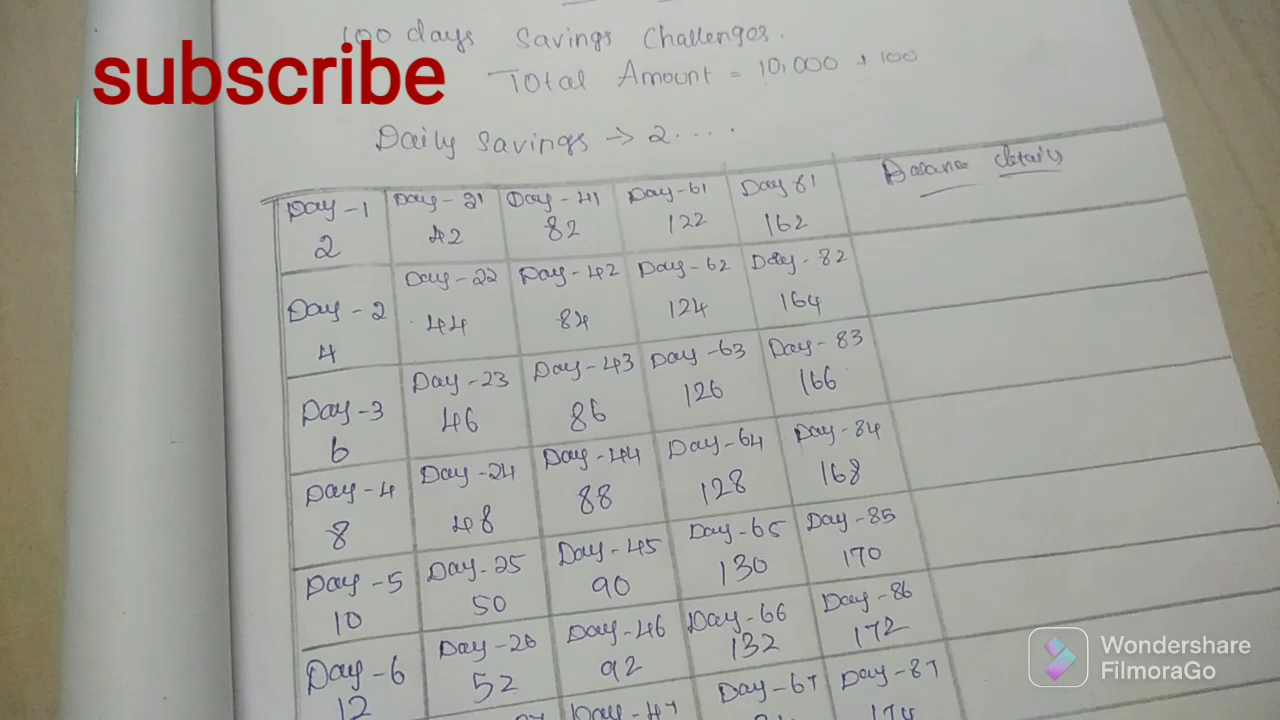 100 days Savings Challenges.
subscribe
Total Amount = 10,000 + 100
Daily Savings → 2 ....
Day -1 Day - 21 Day - 41 Day -61 Day 81 details
2 42 82 122 162
Day - 2 Day -22 Day - 42 Day - 62 Day - 82
4 44 84 124 164
Day -3 Day -23 Day -43 Day -63 Day - 83
6 46 86 126 166
Day - 4 Day -24 Day -44 Day -64 Day -84
8 48 88 128 168
Day -5 Day -25 Day -45 Day -65 Day -85
10 50 90 130 170
Day -6 Day -26 Day -46 Day -66 Day -86
12 52 92 132 172
Day -47 Day -67 Day -87
174
Wondershare
FilmoraGo